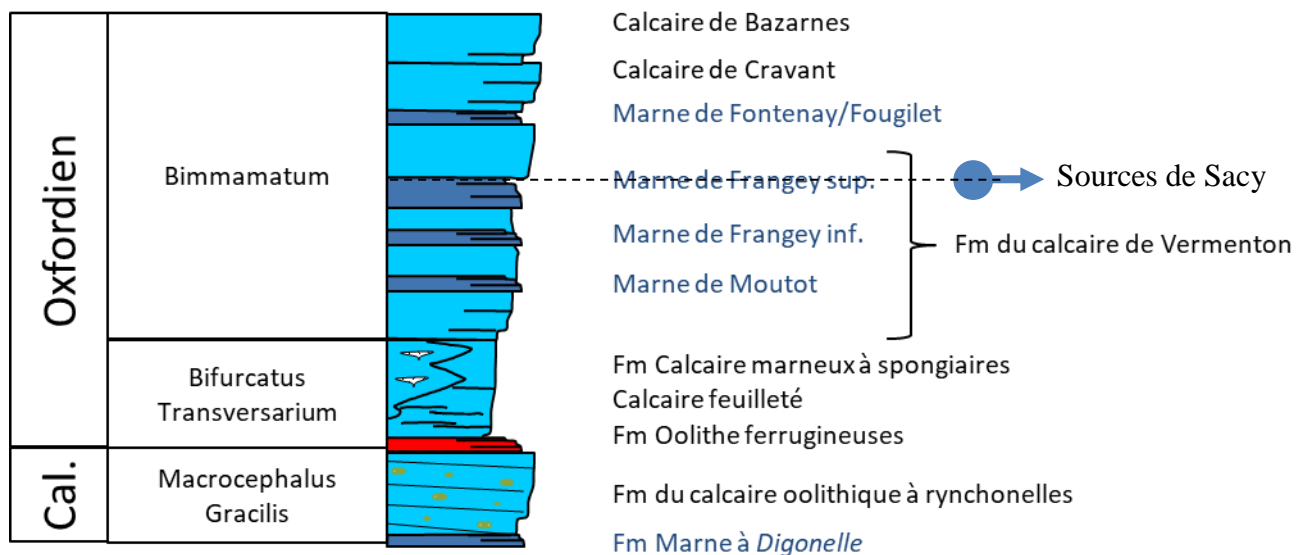 Oxfordien
Cal.
Bimmamatum
Bifurcatus
Transversarium
Macrocephalus
Gracilis
Calcaire de Bazarnes
Calcaire de Cravant
Marne de Fontenay/Fougilet
Marne de Frangey sup.
Marne de Frangey inf.
Marne de Moutot
Fm Calcaire marneux à spongiaires
Calcaire feuilleté
Fm Oolithe ferrugineuses
Fm du calcaire oolithique à rynchonelles
Fm Marne à Digonelle
Sources de Sacy
Fm du calcaire de Vermenton